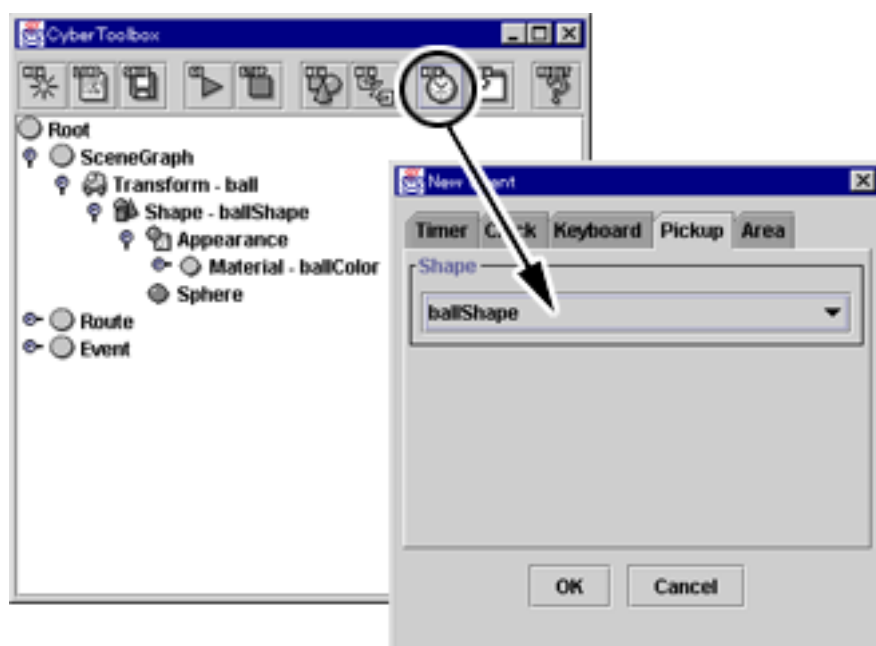 CyberToolbox
Root
SceneGraph
Transform - ball
Shape - ballShape
Appearance
Material - ballColor
Sphere
Route
Event
New
Timer
Keyboard
Pickup
Area
Shape
ballShape
OK
Cancel